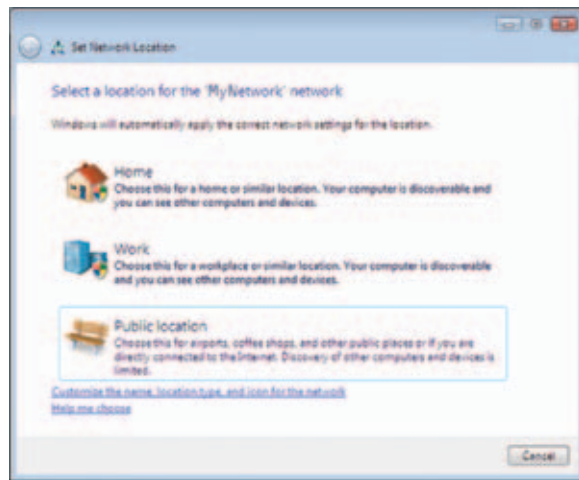 Set Network Location
Select a location for the 'MyNetwork' network
Windows will automatically apply the correct network settings for the location.
Home
Choose this for a home or similar location. Your computer is discoverable and
you can see other computers and devices.
Work
Choose this for a workplace or similar location. Your computer is discoverable
and you can see other computers and devices.
Public location
Choose this for airports, coffee shops, and other public places or if you are
directly connected to the Internet. Discovery of other computers and devices is
limited.
Customize the name, location type, and icon for the network
Help me choose
Cancel